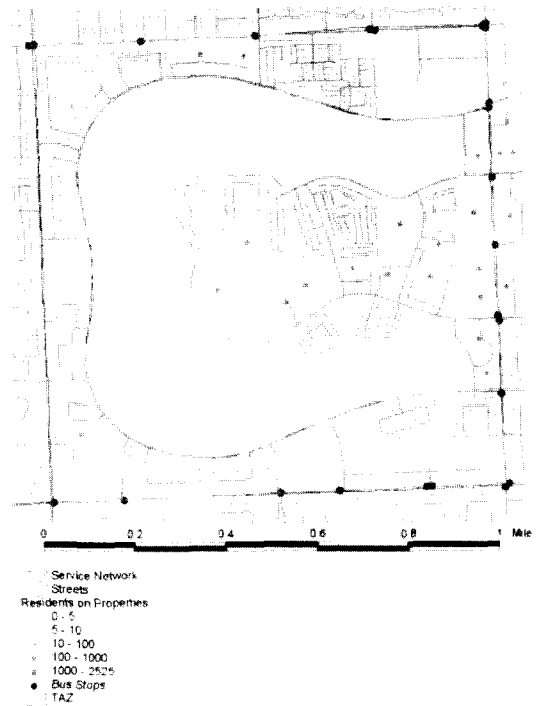 0 0.2 0.4 0.6 0.8 1 Mile
Service Network
Streets
Residents on Properties
0 - 5
5 - 10
10 - 100
100 - 1000
1000 - 2525
Bus Stops
TAZ